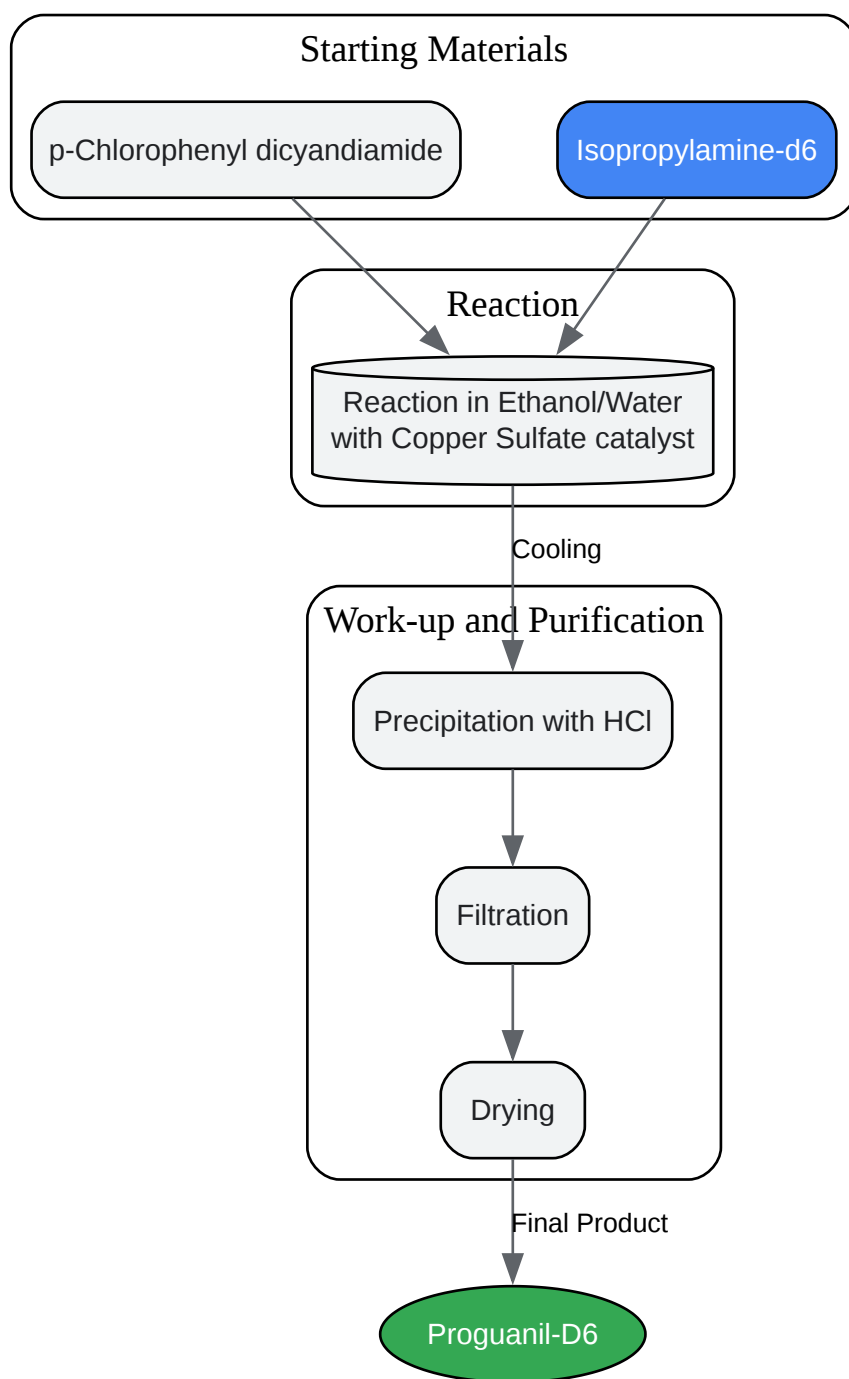 Starting Materials
p-Chlorophenyl dicyandiamide
Isopropylamine-d6
Reaction
Reaction in Ethanol/Water
with Copper Sulfate catalyst
Cooling
Work-up and Purification
Precipitation with HCl
Filtration
Drying
Final Product
Proguanil-D6